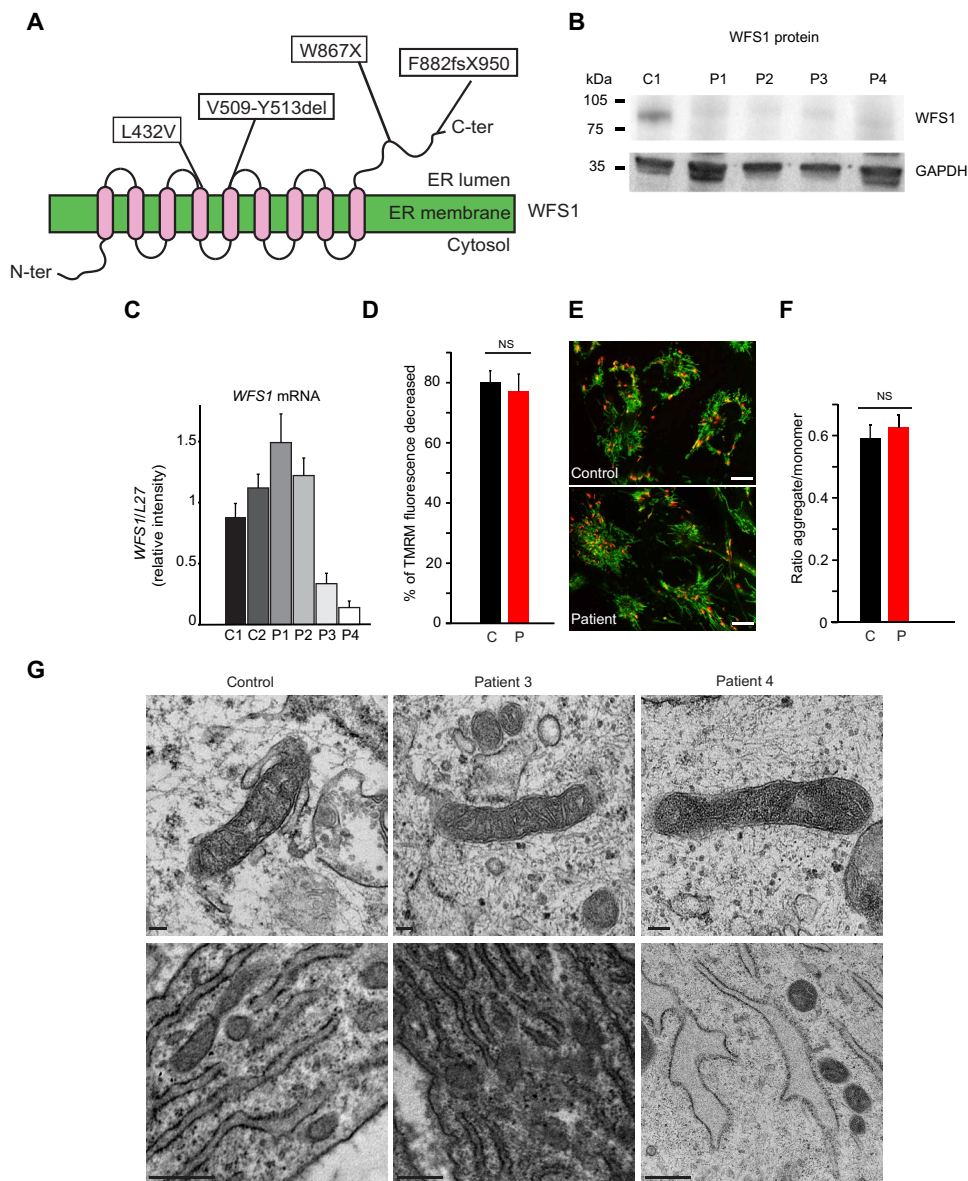 A
W867X
F882fsX950
V509-Y513del
L432V
C-ter
ER lumen
ER membrane
WFS1
Cytosol
N-ter
B
WFS1 protein
kDa
C1 P1 P2 P3 P4
105
75
WFS1
35
GAPDH
C
WFS1 mRNA
WFS1/L27
(relative intensity)
1.5
1
0.5
0
C1 C2 P1 P2 P3 P4
D
NS
% of TMRM fluorescence decreased
80
60
40
20
0
C P
E
Control
Patient
F
NS
Ratio aggregate/monomer
0.6
0.4
0.2
0
C P
G
Control
Patient 3
Patient 4